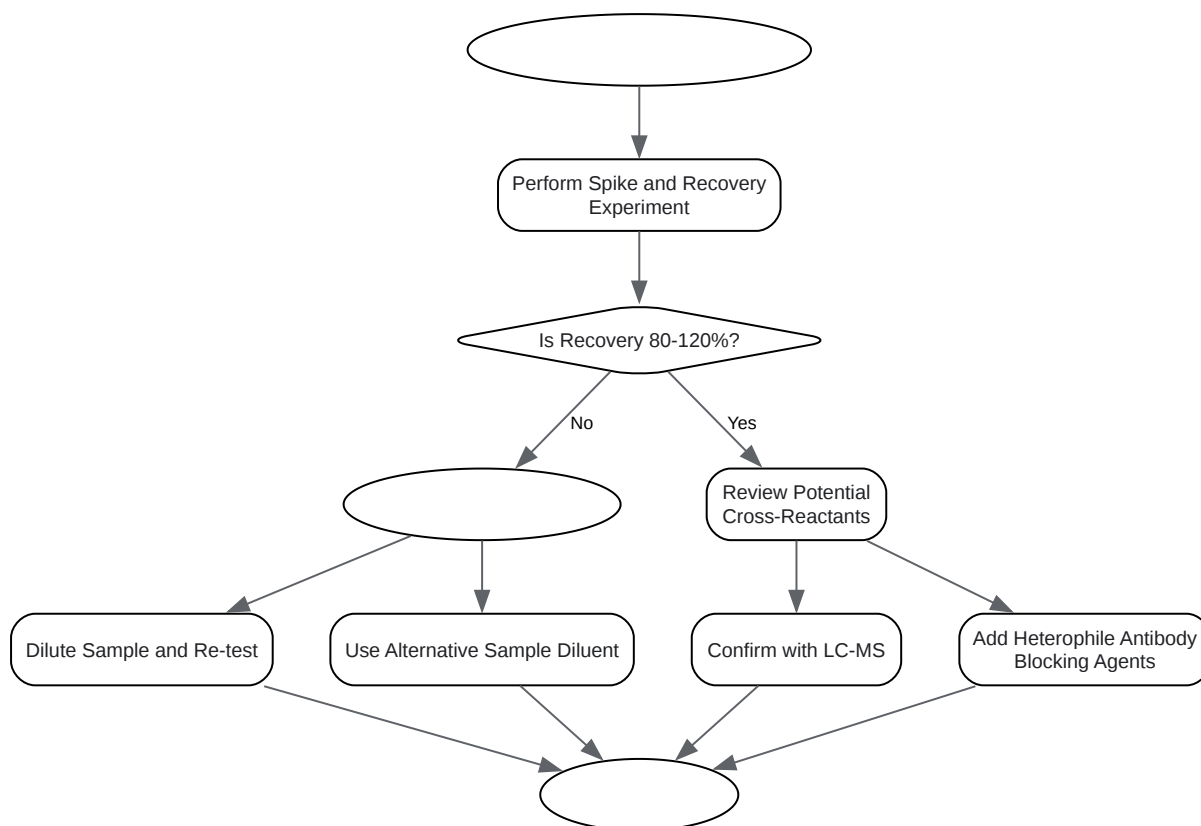 Perform Spike and Recovery
Experiment
Is Recovery 80-120%?
No
Yes
Review Potential
Cross-Reactants
Dilute Sample and Re-test
Use Alternative Sample Diluent
Confirm with LC-MS
Add Heterophile Antibody
Blocking Agents